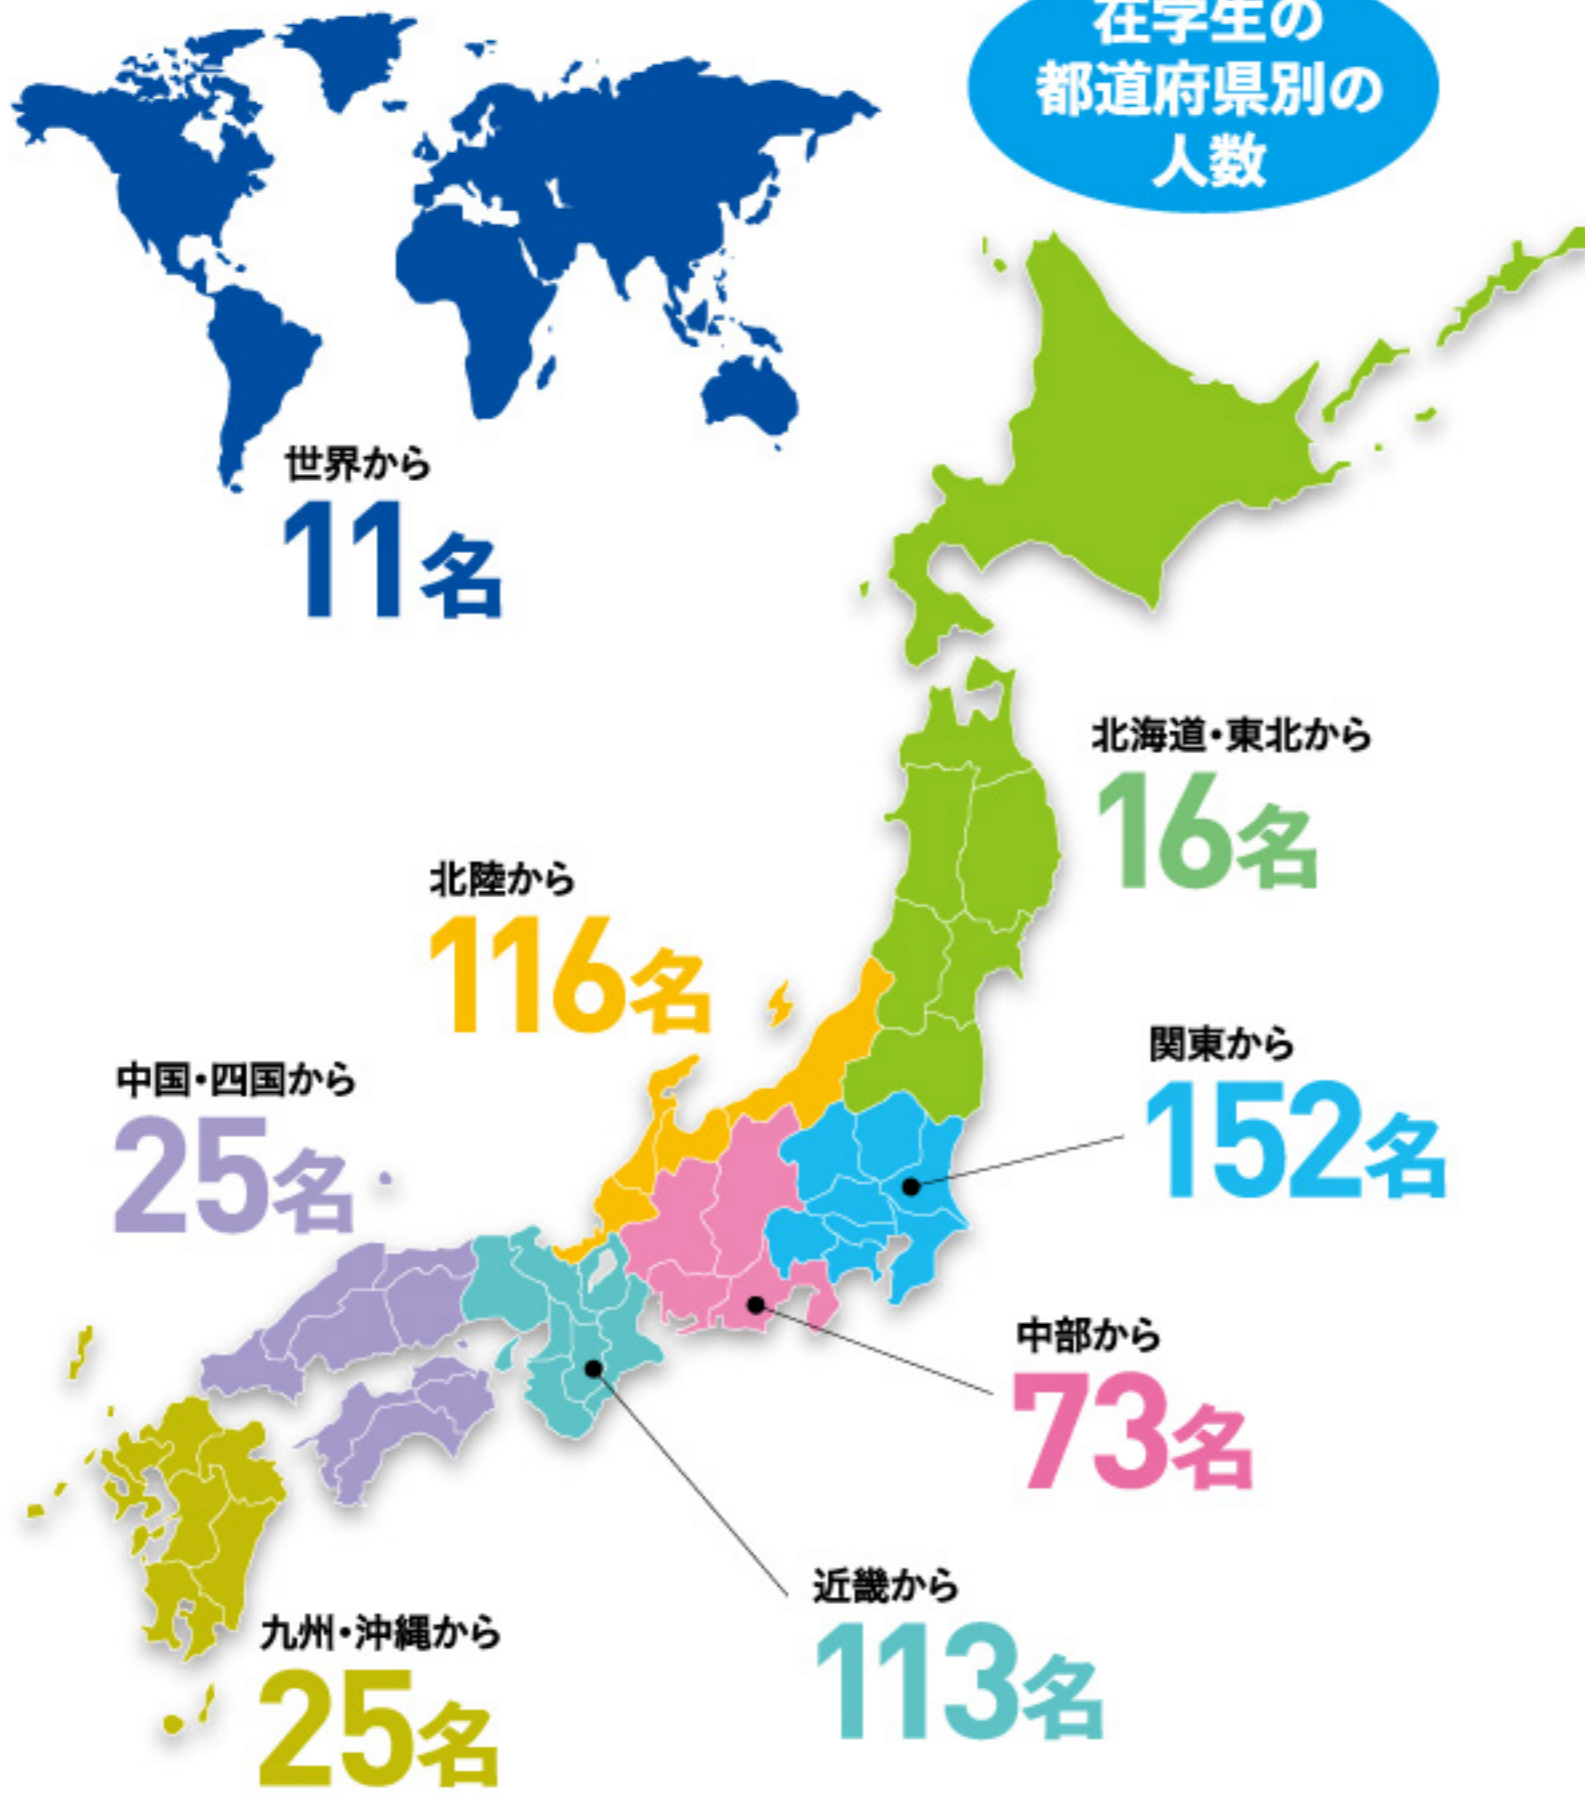 在学生の
都道府県別の
人数
世界から
11名
北海道・東北から
16名
北陸から
116名
関東から
152名
中国・四国から
25名
中部から
73名
近畿から
113名
九州・沖縄から
25名